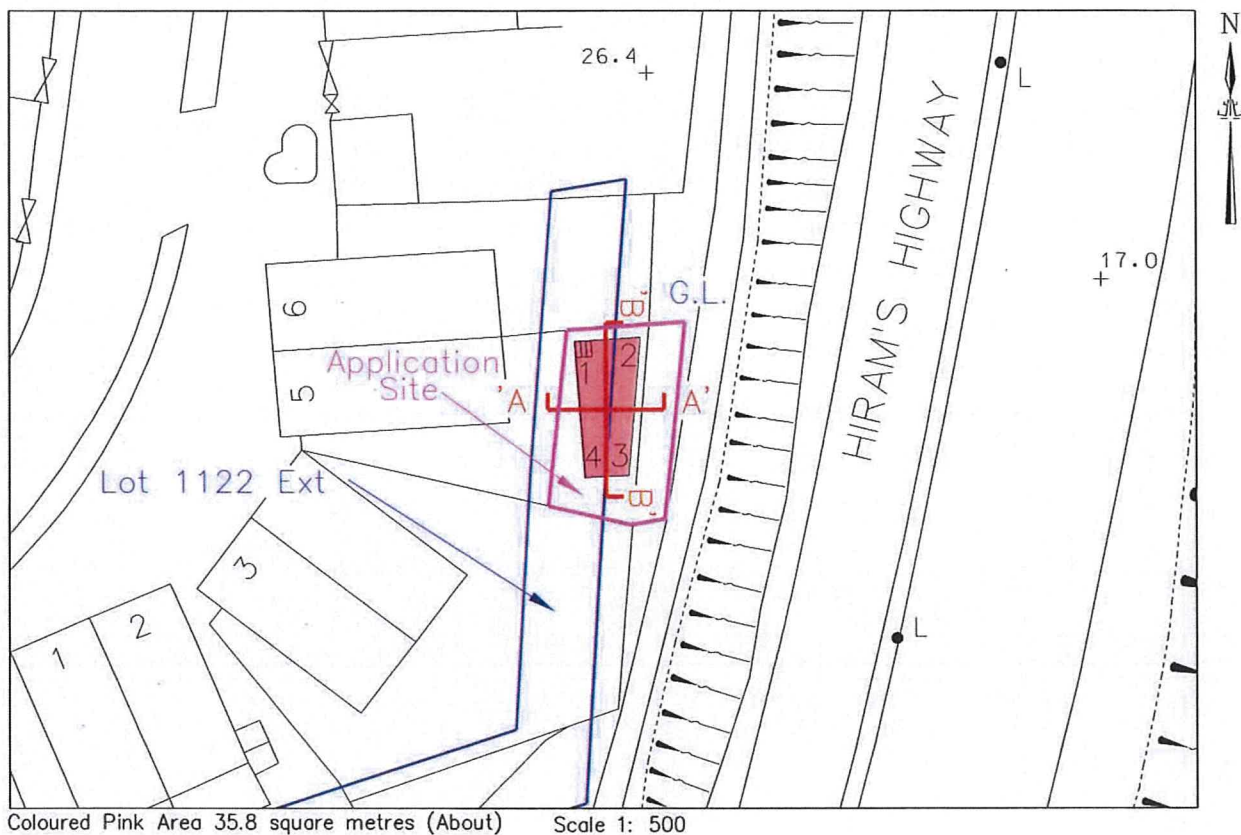 N
26.4
L
HIRAM'S HIGHWAY
17.0
6
5
'B'
G.L.
Application
Site
1
2
'A
A'
4
3
'B'
Lot 1122 Ext
3
2
1
L
Coloured Pink Area 35.8 square metres (About)
Scale 1: 500